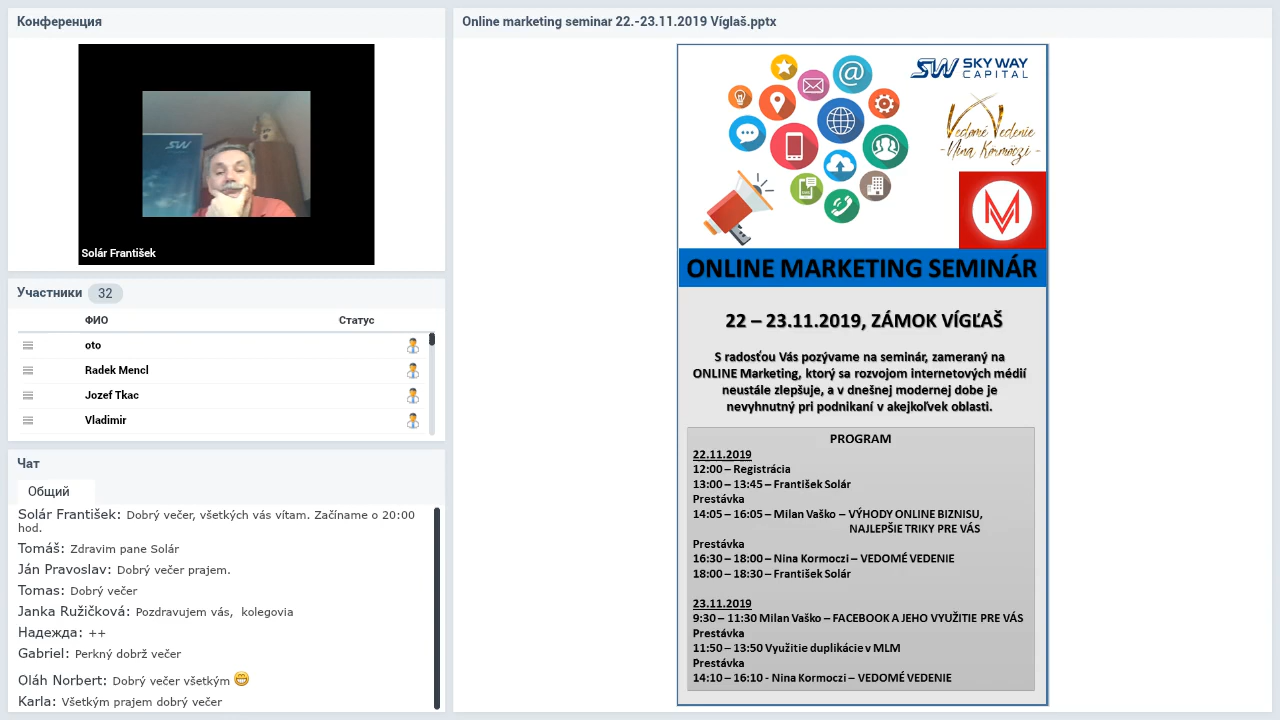 Конференция
SW
Solár František
Участники 32
ФИО Статус
oto
Radek Mencl
Jozef Tkac
Vladimir
Чат
Общий
Solár František: Dobrý večer, všetkých vás vítam. Začíname o 20:00
hod.
Tomáš: Zdravim pane Solár
Ján Pravoslav: Dobrý večer prajem.
Tomas: Dobrý večer
Janka Ružičková: Pozdravujem vás, kolegovia
Надежда: ++
Gabriel: Perkný dobrž večer
Oláh Norbert: Dobrý večer všetkým
Karla: Všetkým prajem dobrý večer
Online marketing seminar 22.-23.11.2019 Víglaš.pptx
SW SKY WAY
CAPITAL
Vedomé Vedenie
- Nina Kormoczi -
ONLINE MARKETING SEMINÁR
22 – 23.11.2019, ZÁMOK VÍGĽAŠ
S radosťou Vás pozývame na seminár, zameraný na
ONLINE Marketing, ktorý sa rozvojom internetových médií
neustále zlepšuje, a v dnešnej modernej dobe je
nevyhnutný pri podnikaní v akejkoľvek oblasti.
PROGRAM
22.11.2019
12:00 – Registrácia
13:00 – 13:45 – František Solár
Prestávka
14:05 – 16:05 – Milan Vaško – VÝHODY ONLINE BIZNISU,
NAJLEPŠIE TRIKY PRE VÁS
Prestávka
16:30 – 18:00 – Nina Kormoczi – VEDOMÉ VEDENIE
18:00 – 18:30 – František Solár
23.11.2019
9:30 – 11:30 Milan Vaško – FACEBOOK A JEHO VYUŽITIE PRE VÁS
Prestávka
11:50 – 13:50 Využitie duplikácie v MLM
Prestávka
14:10 – 16:10 - Nina Kormoczi – VEDOMÉ VEDENIE